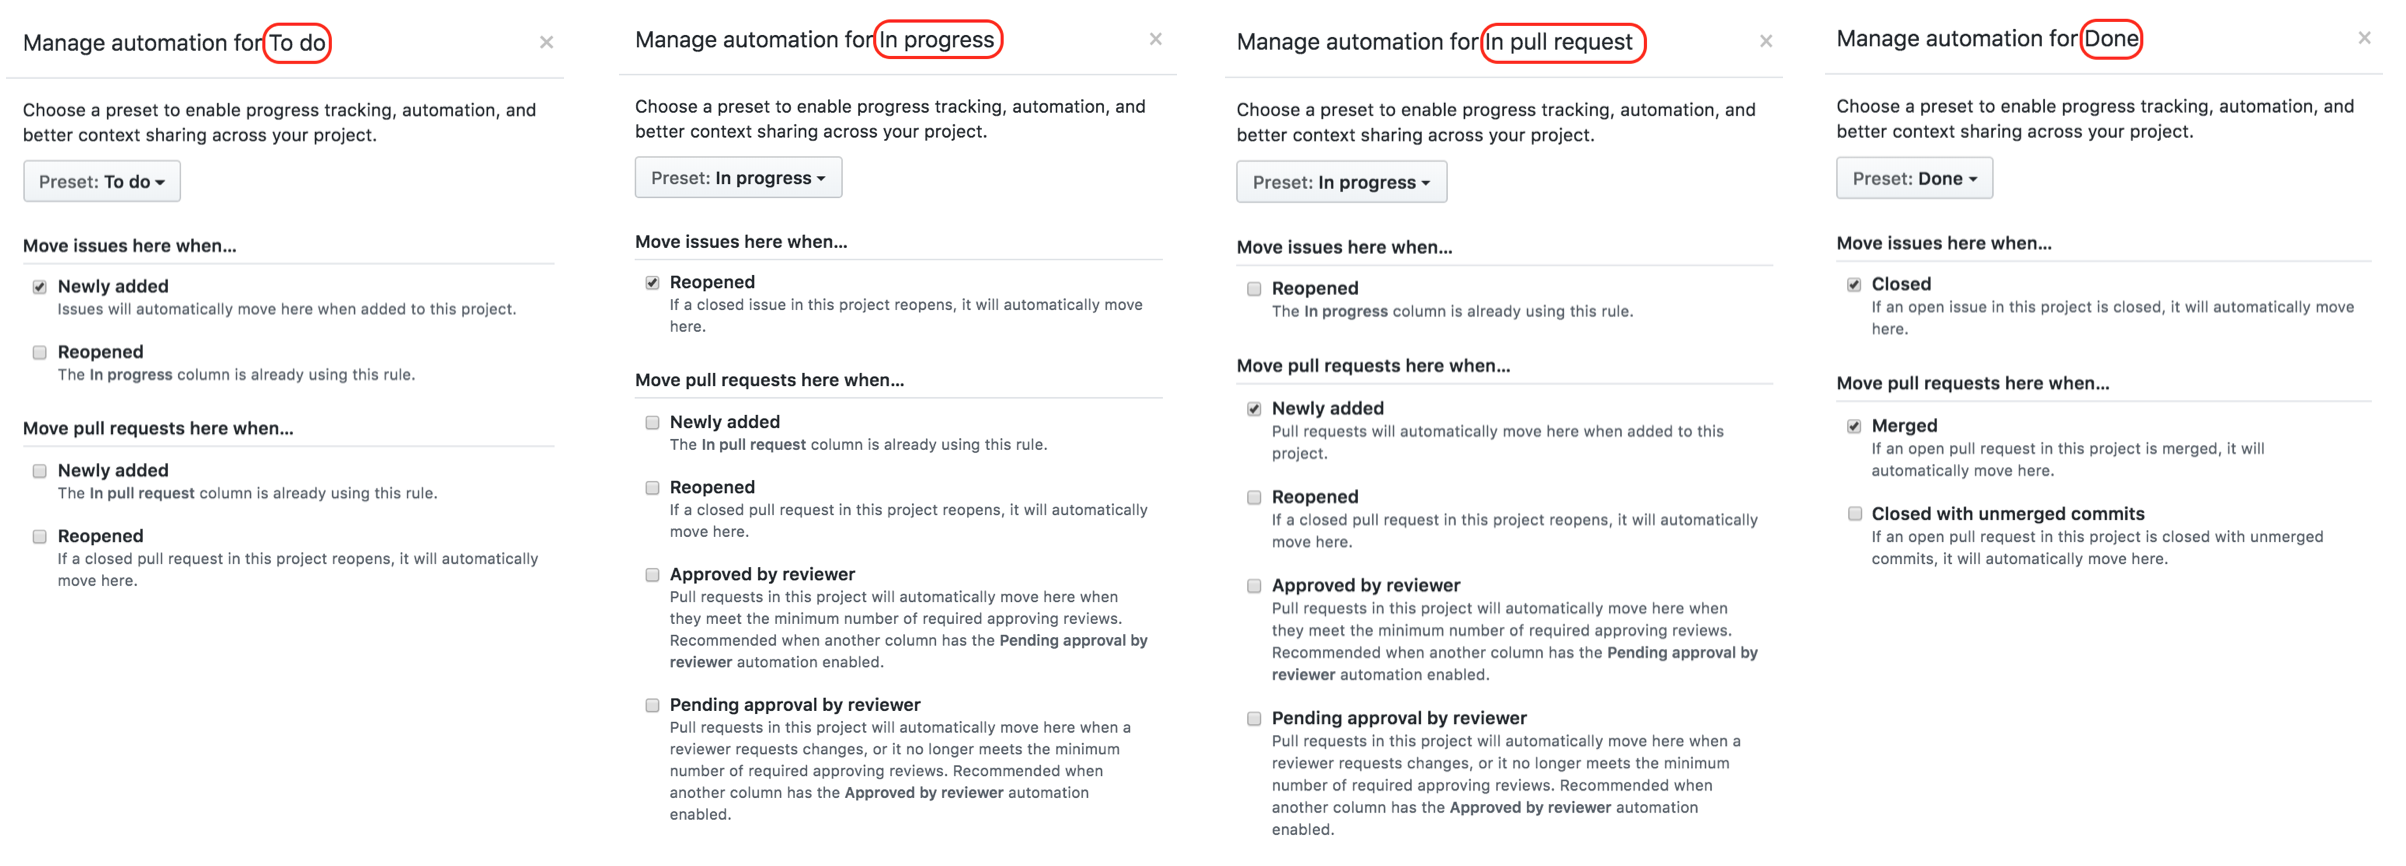 Manage automation for To do
×
Choose a preset to enable progress tracking, automation, and
better context sharing across your project.
Preset: To do
Move issues here when...
Newly added
Issues will automatically move here when added to this project.
Reopened
The In progress column is already using this rule.
Move pull requests here when...
Newly added
The In pull request column is already using this rule.
Reopened
If a closed pull request in this project reopens, it will automatically
move here.
Manage automation for In progress
×
Choose a preset to enable progress tracking, automation, and
better context sharing across your project.
Preset: In progress
Move issues here when...
Reopened
If a closed issue in this project reopens, it will automatically move
here.
Move pull requests here when...
Newly added
The In pull request column is already using this rule.
Reopened
If a closed pull request in this project reopens, it will automatically
move here.
Approved by reviewer
Pull requests in this project will automatically move here when
they meet the minimum number of required approving reviews.
Recommended when another column has the Pending approval by
reviewer automation enabled.
Pending approval by reviewer
Pull requests in this project will automatically move here when a
reviewer requests changes, or it no longer meets the minimum
number of required approving reviews. Recommended when
another column has the Approved by reviewer automation
enabled.
Manage automation for In pull request
×
Choose a preset to enable progress tracking, automation, and
better context sharing across your project.
Preset: In progress
Move issues here when...
Reopened
The In progress column is already using this rule.
Move pull requests here when...
Newly added
Pull requests will automatically move here when added to this
project.
Reopened
If a closed pull request in this project reopens, it will automatically
move here.
Approved by reviewer
Pull requests in this project will automatically move here when
they meet the minimum number of required approving reviews.
Recommended when another column has the Pending approval by
reviewer automation enabled.
Pending approval by reviewer
Pull requests in this project will automatically move here when a
reviewer requests changes, or it no longer meets the minimum
number of required approving reviews. Recommended when
another column has the Approved by reviewer automation
enabled.
Manage automation for Done
×
Choose a preset to enable progress tracking, automation, and
better context sharing across your project.
Preset: Done
Move issues here when...
Closed
If an open issue in this project is closed, it will automatically move
here.
Move pull requests here when...
Merged
If an open pull request in this project is merged, it will
automatically move here.
Closed with unmerged commits
If an open pull request in this project is closed with unmerged
commits, it will automatically move here.